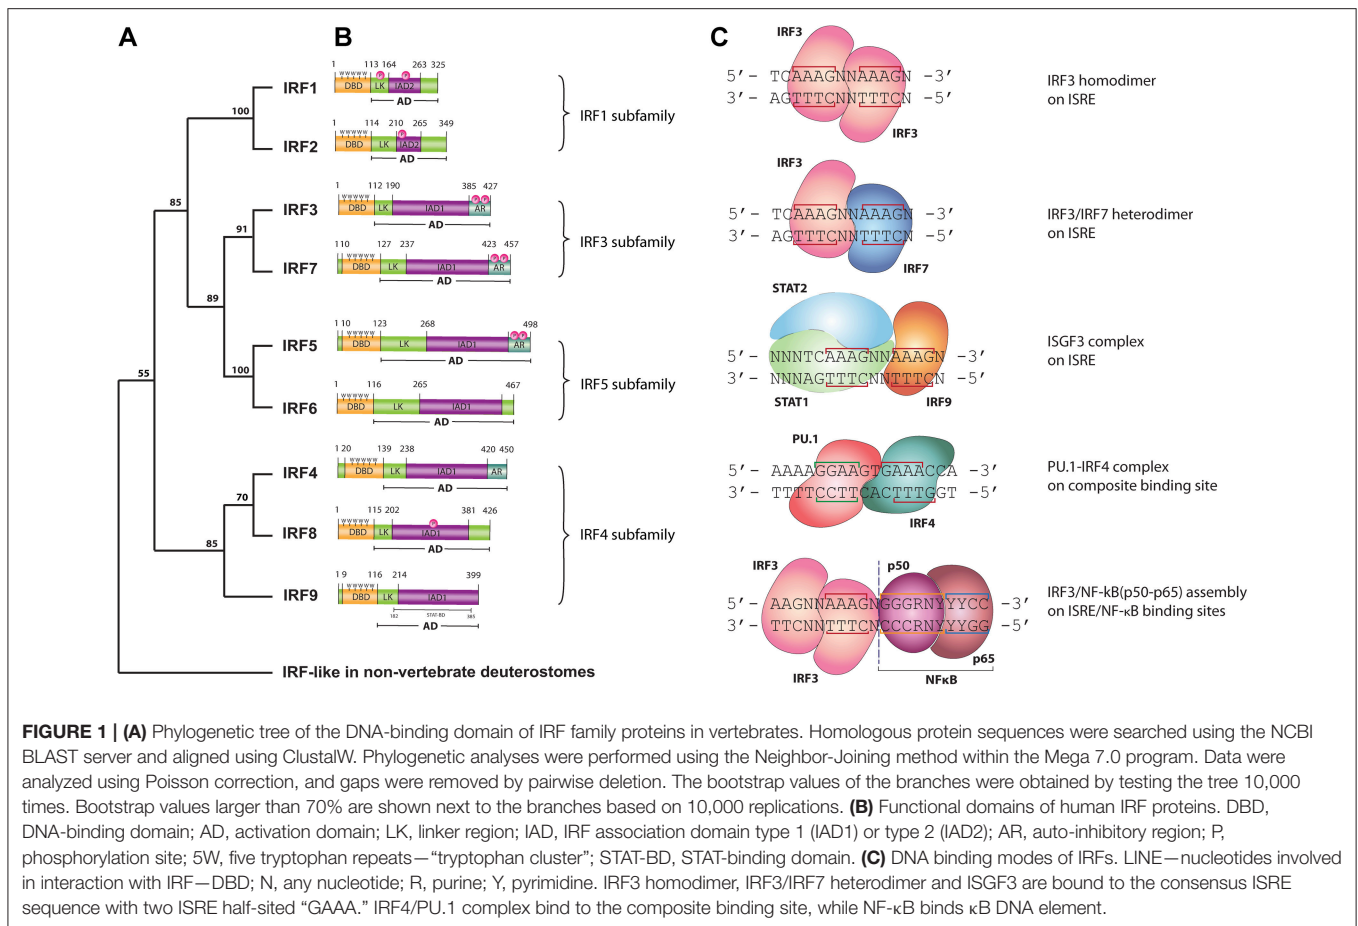 A
B
C
100
85
91
89
100
55
70
85
IRF1
IRF2
IRF3
IRF7
IRF5
IRF6
IRF4
IRF8
IRF9
IRF-like in non-vertebrate deuterostomes
1 113 164 263 325
WWWWW P P
DBD LK IAD2
AD
1 114 210 265 349
WWWWW P
DBD LK IAD2
AD
IRF1 subfamily
1 112 190 385 427
WWWWW P P
DBD LK IAD1 AR
AD
1 10 127 237 423 457
WWWWW P P
DBD LK IAD1 AR
AD
IRF3 subfamily
1 10 123 268 498
WWWWW P P
DBD LK IAD1 AR
AD
1 116 265 467
WWWWW
DBD LK IAD1
AD
IRF5 subfamily
1 20 139 238 420 450
WWWWW
DBD LK IAD1 AR
AD
1 115 202 381 426
WWWWW P
DBD LK IAD1
AD
1 9 116 214 399
WWWWW
DBD LK IAD1
182 STAT-BD 385
AD
IRF4 subfamily
IRF3
5′- TCAAAGNNAAAGN -3′
3′- AGTTTCNNTTTCN -5′
IRF3
IRF3 homodimer
on ISRE
IRF3
5′- TCAAAGNNAAAGN -3′
3′- AGTTTCNNTTTCN -5′
IRF7
IRF3/IRF7 heterodimer
on ISRE
STAT2
5′- NNNTCAAAGNNAAAGN -3′
3′- NNNAGTTTCNNTTTCN -5′
STAT1 IRF9
ISGF3 complex
on ISRE
PU.1
5′- AAAAGGAAGTGAAACCA -3′
3′- TTTTCCTTCACTTTGGT -5′
IRF4
PU.1-IRF4 complex
on composite binding site
IRF3 p50
5′- AAGNNAAAGNGGGRNYYYCC -3′
3′- TTCNNTTTCNCCCRNYYYGG -5′
p65
IRF3 NFκB
IRF3/NF-kB(p50-p65) assembly
on ISRE/NF-κB binding sites
FIGURE 1 | (A) Phylogenetic tree of the DNA-binding domain of IRF family proteins in vertebrates. Homologous protein sequences were searched using the NCBI
BLAST server and aligned using ClustalW. Phylogenetic analyses were performed using the Neighbor-Joining method within the Mega 7.0 program. Data were
analyzed using Poisson correction, and gaps were removed by pairwise deletion. The bootstrap values of the branches were obtained by testing the tree 10,000
times. Bootstrap values larger than 70% are shown next to the branches based on 10,000 replications. (B) Functional domains of human IRF proteins. DBD,
DNA-binding domain; AD, activation domain; LK, linker region; IAD, IRF association domain type 1 (IAD1) or type 2 (IAD2); AR, auto-inhibitory region; P,
phosphorylation site; 5W, five tryptophan repeats—“tryptophan cluster”; STAT-BD, STAT-binding domain. (C) DNA binding modes of IRFs. LINE—nucleotides involved
in interaction with IRF—DBD; N, any nucleotide; R, purine; Y, pyrimidine. IRF3 homodimer, IRF3/IRF7 heterodimer and ISGF3 are bound to the consensus ISRE
sequence with two ISRE half-sited “GAAA.” IRF4/PU.1 complex bind to the composite binding site, while NF-κB binds κB DNA element.